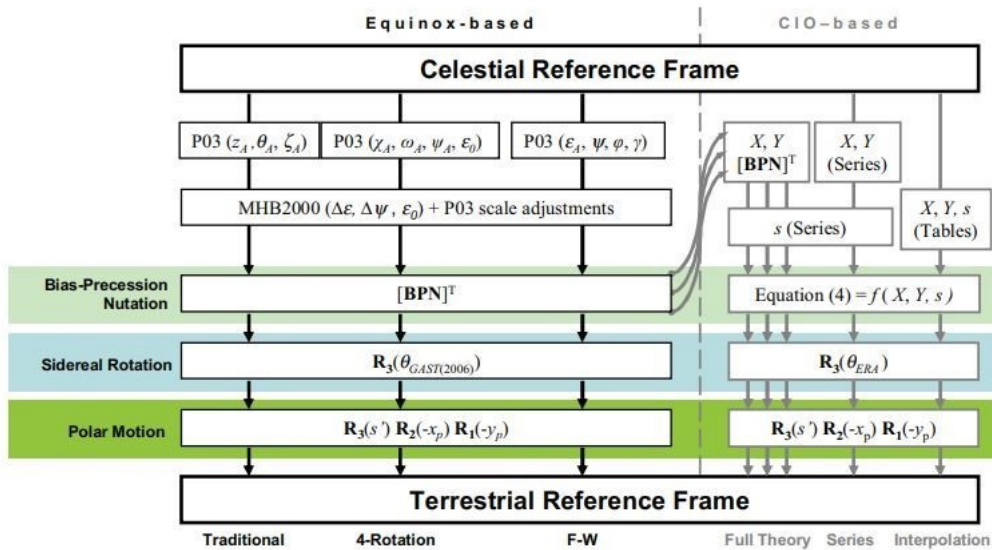 Equinox-based
CIO–based
Celestial Reference Frame
P03 (z_A, θ_A, ζ_A)
P03 (χ_A, ω_A, ψ_A, ε_0)
P03 (ε_A, ψ, φ, γ)
X, Y
[BPN]^T
X, Y
(Series)
MHB2000 (Δε, Δψ, ε_0) + P03 scale adjustments
s (Series)
X, Y, s
(Tables)
Bias-Precession
Nutation
[BPN]^T
Equation (4) = f ( X, Y, s )
Sidereal Rotation
R_3(θ_GAST(2006))
R_3(θ_ERA)
Polar Motion
R_3(s') R_2(-x_p) R_1(-y_p)
R_3(s') R_2(-x_p) R_1(-y_p)
Terrestrial Reference Frame
Traditional
4-Rotation
F-W
Full Theory
Series
Interpolation